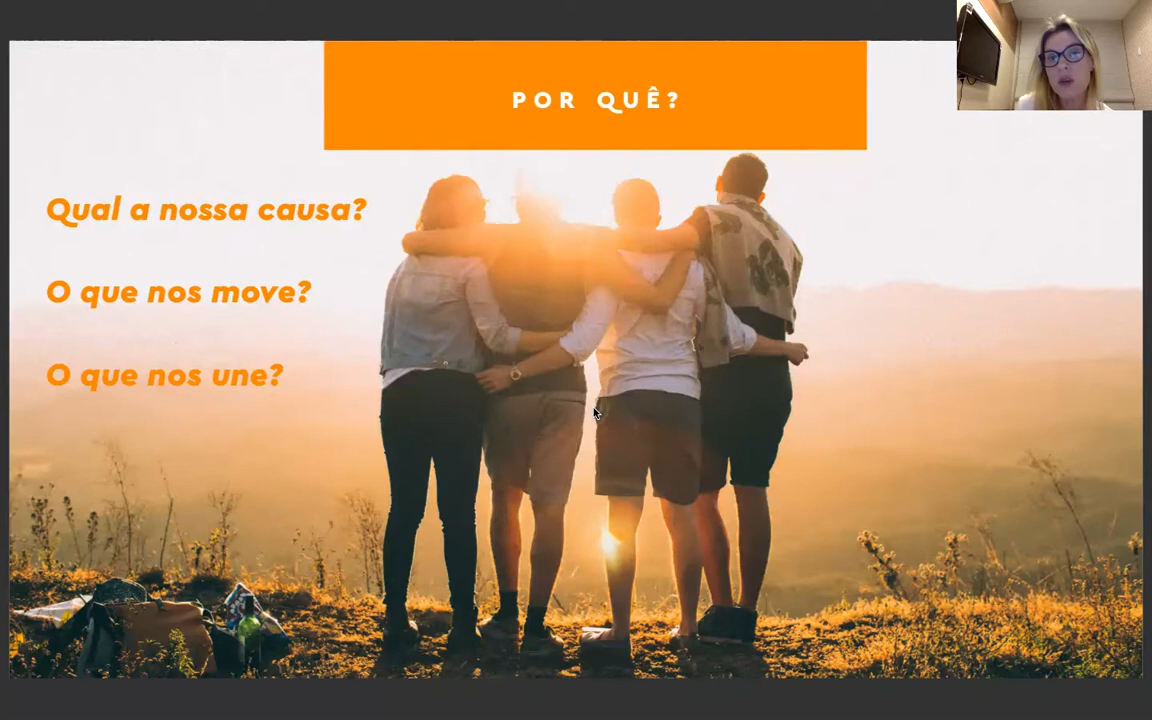 POR QUÊ?
Qual a nossa causa?
O que nos move?
O que nos une?